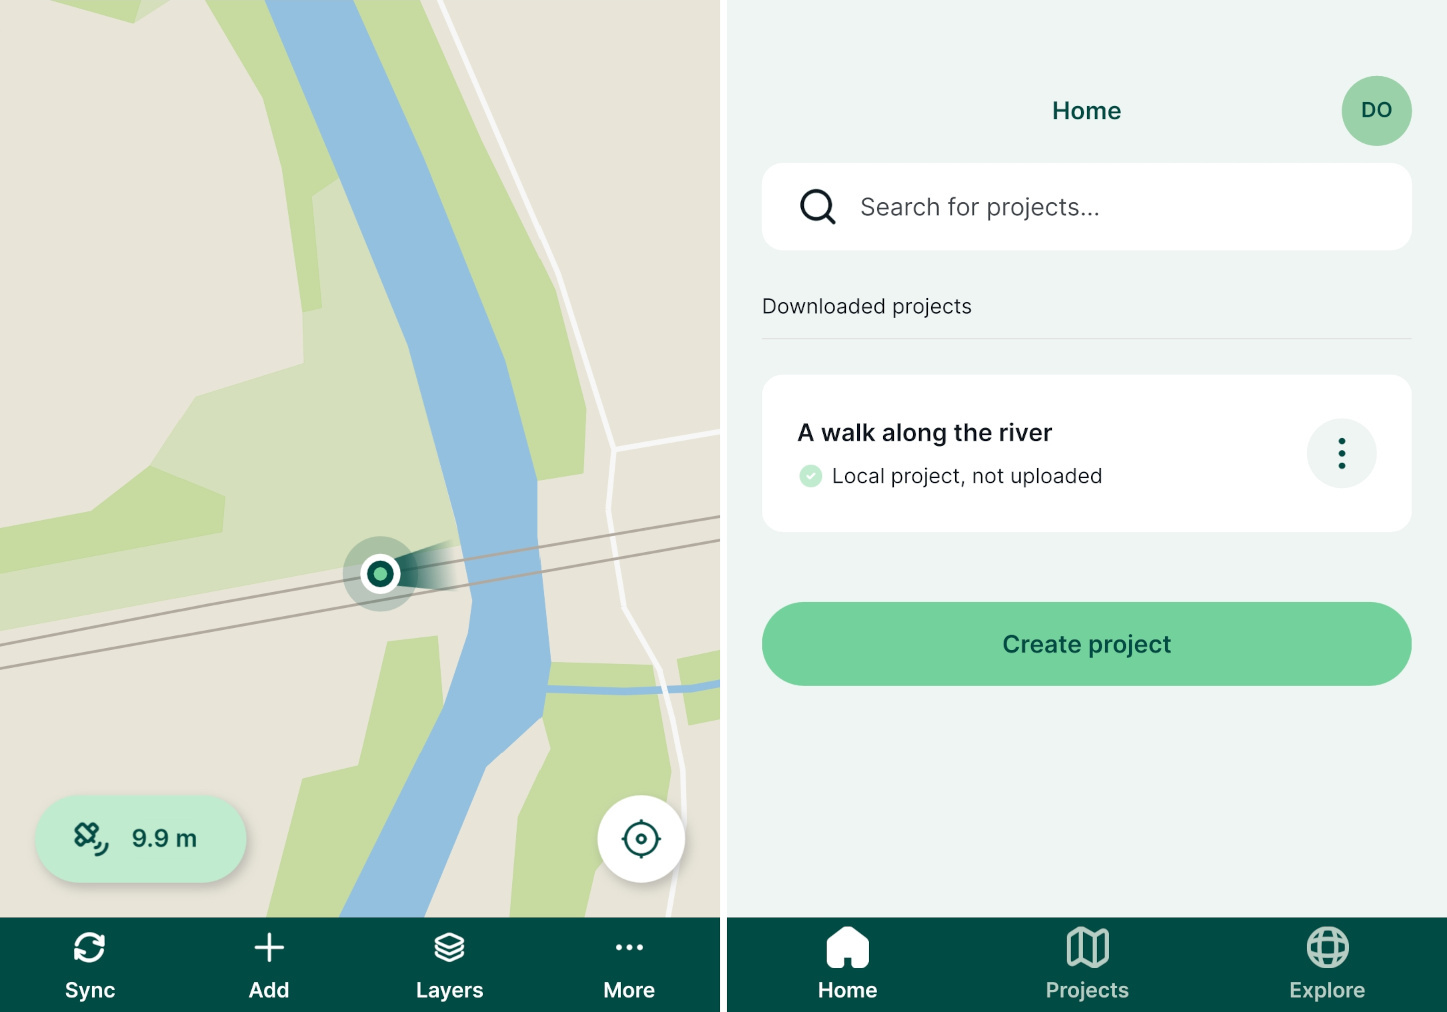 9.9 m
Sync
Add
Layers
More
Home
DO
Search for projects...
Downloaded projects
A walk along the river
Local project, not uploaded
Create project
Home
Projects
Explore